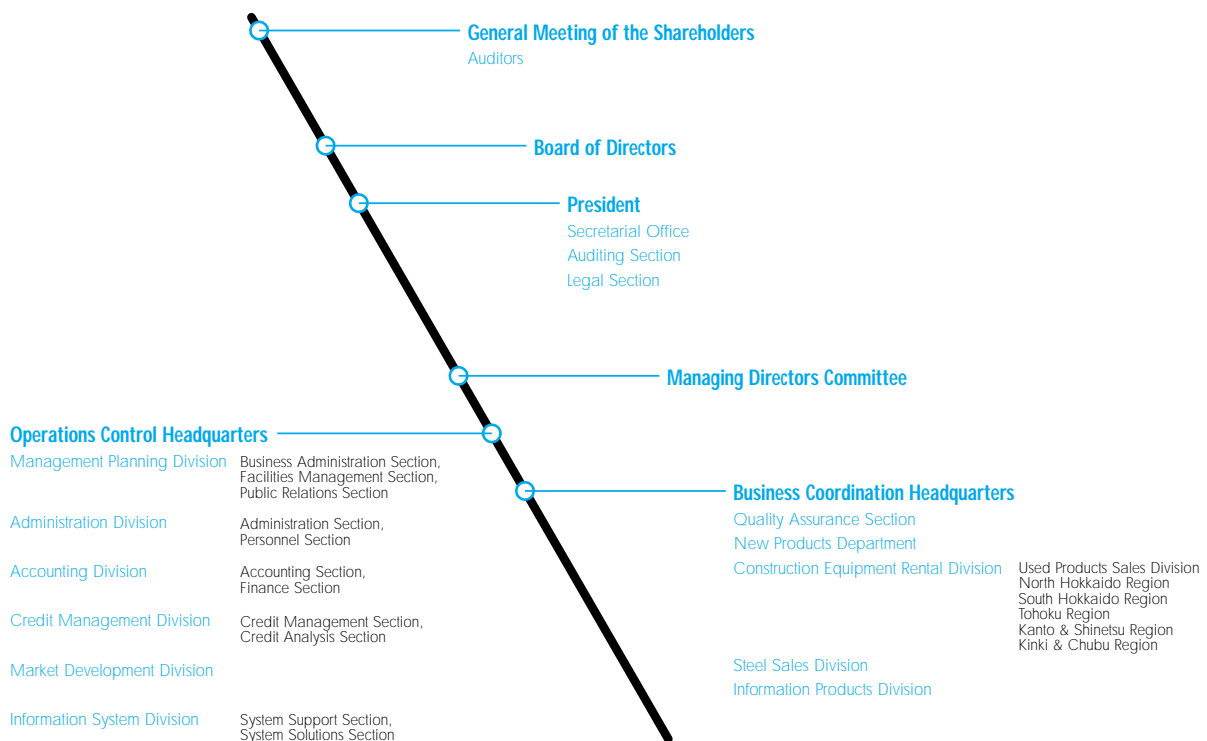 General Meeting of the Shareholders
Auditors
Board of Directors
President
Secretarial Office
Auditing Section
Legal Section
Managing Directors Committee
Operations Control Headquarters
Management Planning Division
Business Administration Section,
Facilities Management Section,
Public Relations Section
Administration Division
Administration Section,
Personnel Section
Accounting Division
Accounting Section,
Finance Section
Credit Management Division
Credit Management Section,
Credit Analysis Section
Market Development Division
Information System Division
System Support Section,
System Solutions Section
Business Coordination Headquarters
Quality Assurance Section
New Products Department
Construction Equipment Rental Division
Used Products Sales Division
North Hokkaido Region
South Hokkaido Region
Tohoku Region
Kanto & Shinetsu Region
Kinki & Chubu Region
Steel Sales Division
Information Products Division